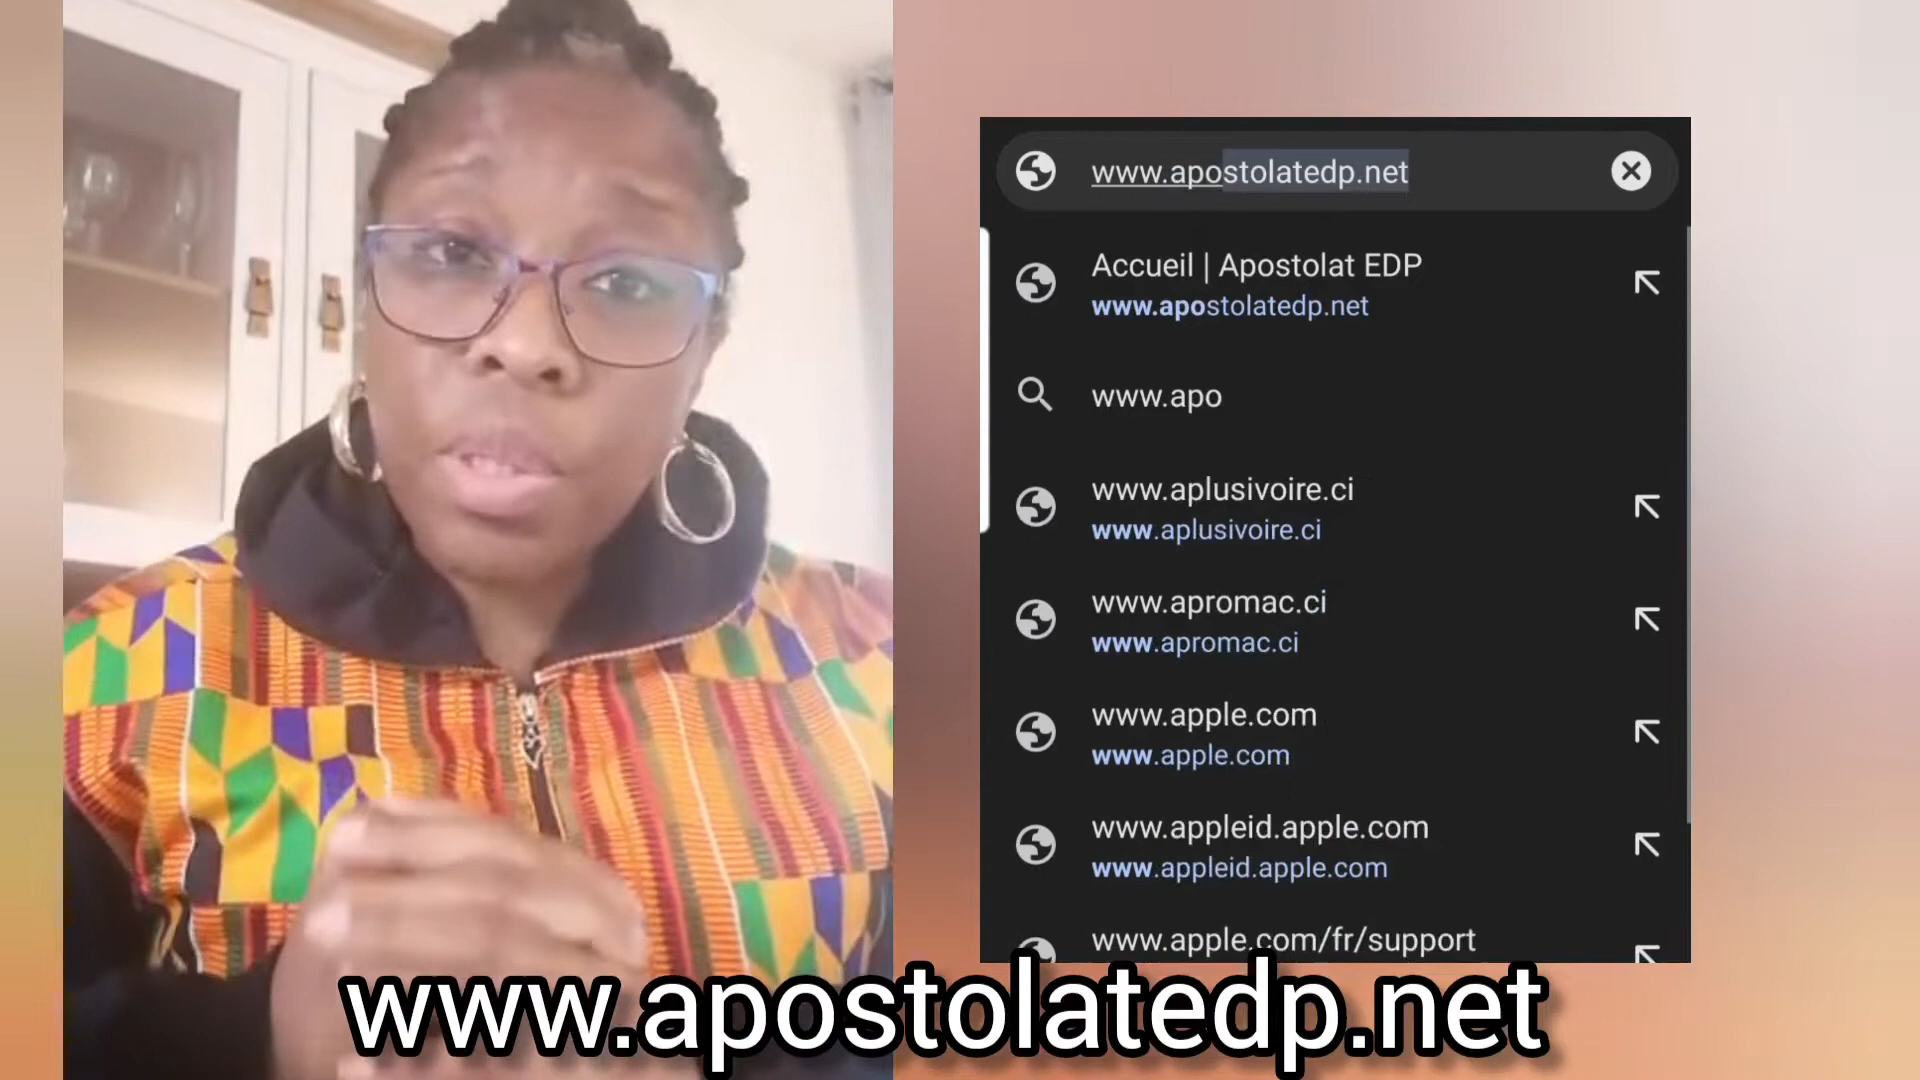 www.apostolatedp.net
Accueil | Apostolat EDP
www.apostolatedp.net
www.apo
www.aplusivoire.ci
www.aplusivoire.ci
www.apromac.ci
www.apromac.ci
www.apple.com
www.apple.com
www.appleid.apple.com
www.appleid.apple.com
www.apple.com/fr/support
www.apostolatedp.net